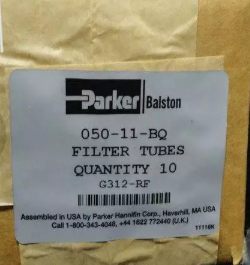 Parker Balston
050-11-BQ
FILTER TUBES
QUANTITY 10
G312-RF
Assembled in USA by Parker Hannifin Corp., Haverhill, MA USA
Call 1-800-343-4048, +44 1622 772440 (U.K.)